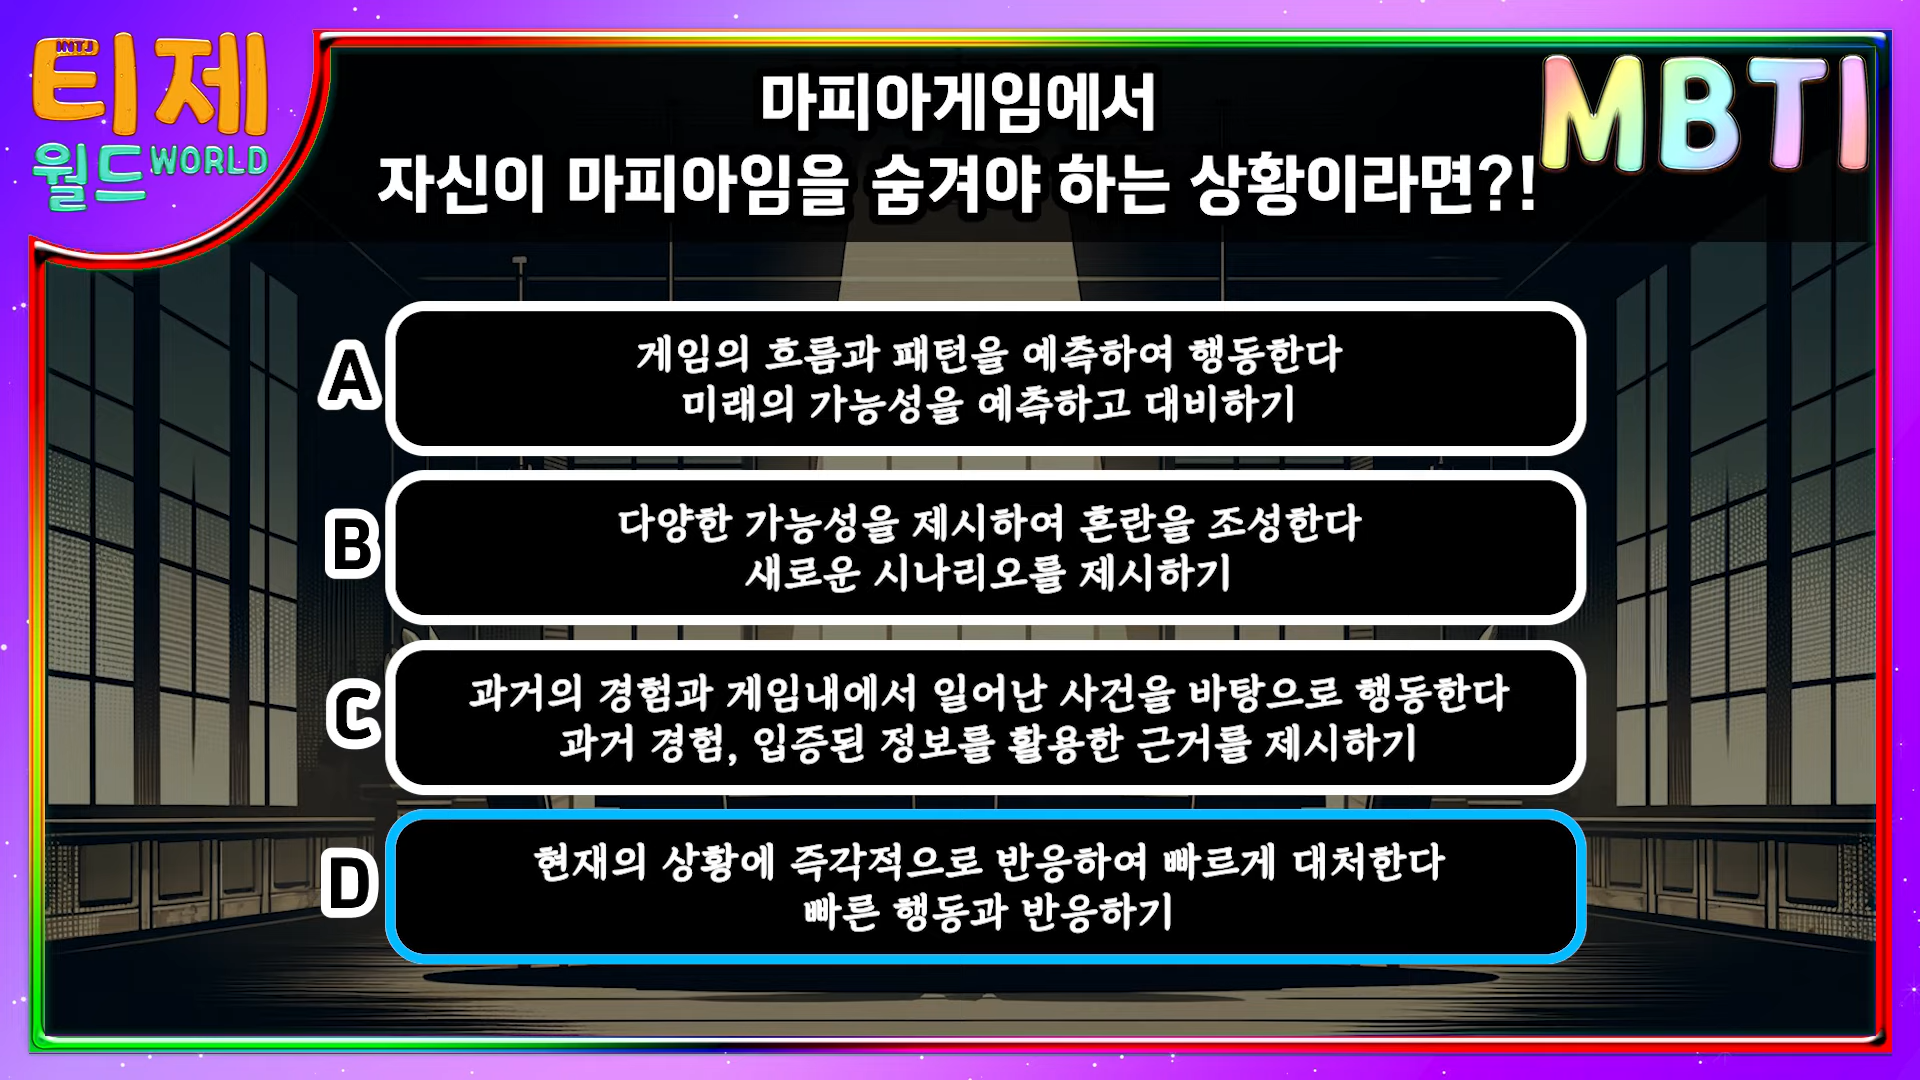 INTJ
티제
월드 WORLD
MBTI
마피아게임에서
자신이 마피아임을 숨겨야 하는 상황이라면?!
A
게임의 흐름과 패턴을 예측하여 행동한다
미래의 가능성을 예측하고 대비하기
B
다양한 가능성을 제시하여 혼란을 조성한다
새로운 시나리오를 제시하기
C
과거의 경험과 게임내에서 일어난 사건을 바탕으로 행동한다
과거 경험, 입증된 정보를 활용한 근거를 제시하기
D
현재의 상황에 즉각적으로 반응하여 빠르게 대처한다
빠른 행동과 반응하기